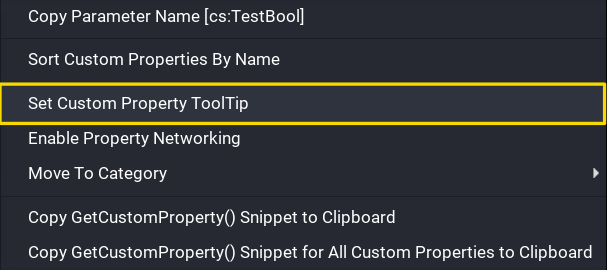 Copy Parameter Name [cs:TestBool]
Sort Custom Properties By Name
Set Custom Property ToolTip
Enable Property Networking
Move To Category
Copy GetCustomProperty() Snippet to Clipboard
Copy GetCustomProperty() Snippet for All Custom Properties to Clipboard